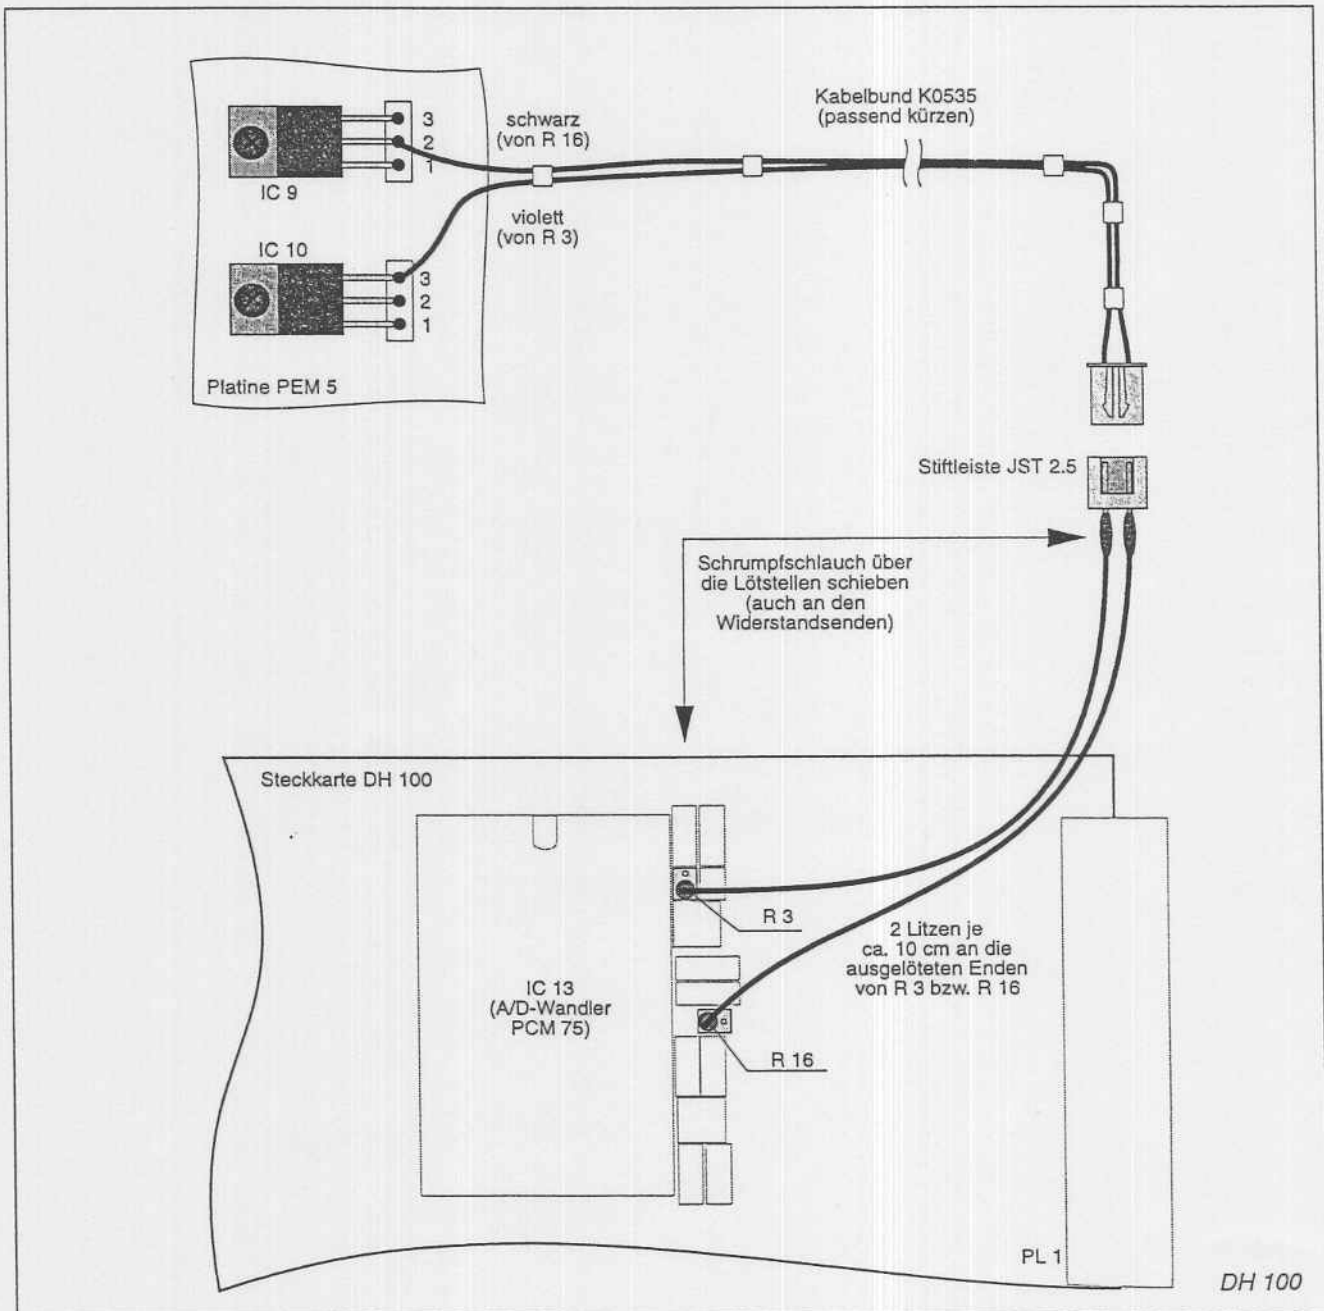 3
2
1
IC 9
schwarz
(von R 16)
Kabelbund K0535
(passend kürzen)
violett
(von R 3)
IC 10
3
2
1
Platine PEM 5
Stiftleiste JST 2.5
Schrumpfschlauch über
die Lötstellen schieben
(auch an den
Widerstandsenden)
Steckkarte DH 100
R 3
2 Litzen je
ca. 10 cm an die
ausgelöteten Enden
von R 3 bzw. R 16
IC 13
(A/D-Wandler
PCM 75)
R 16
PL 1
DH 100